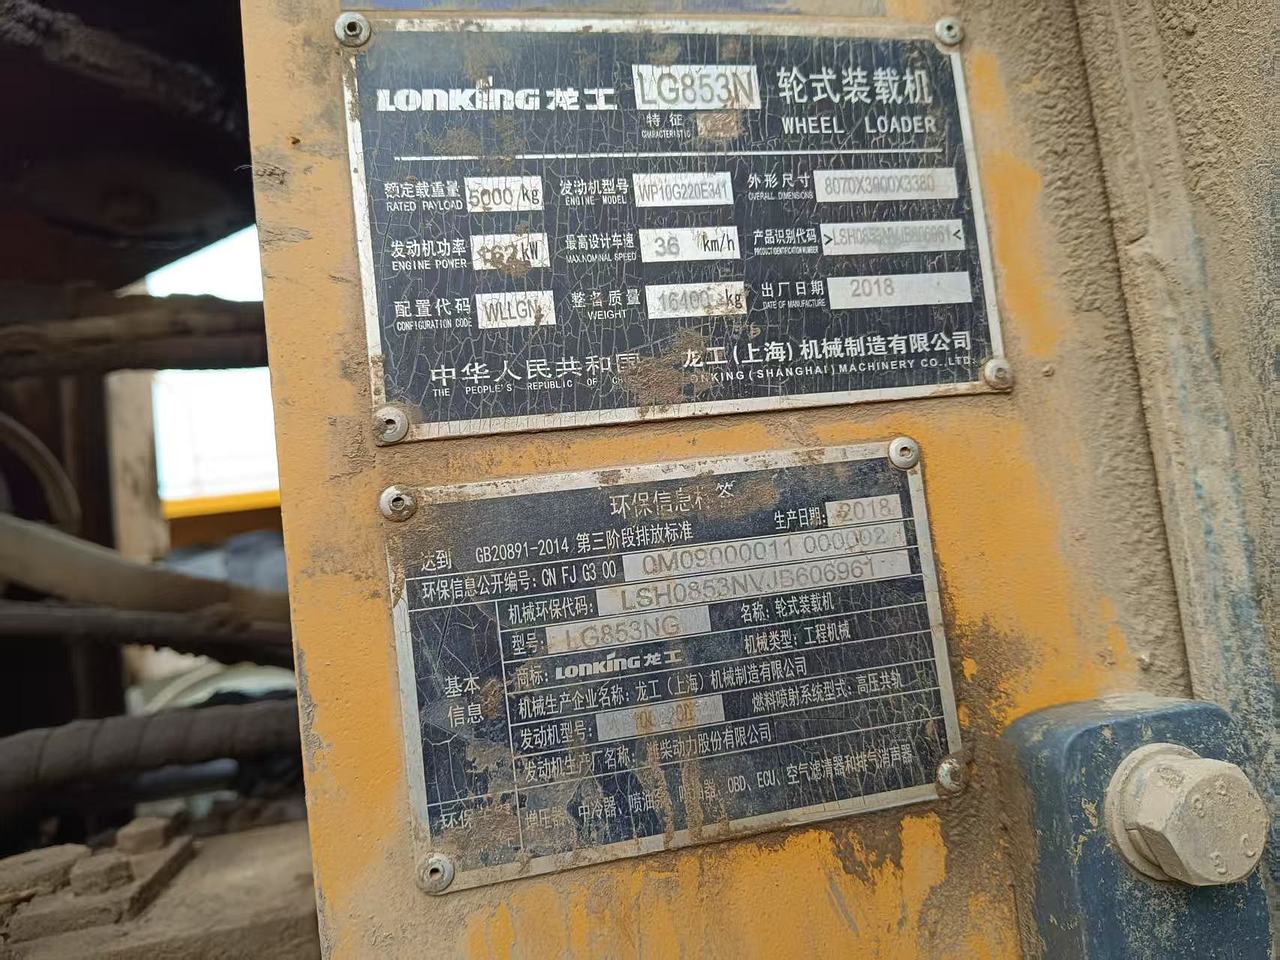 LONKING 龙工 LG853N 轮式装载机
特征 CHARACTERISTIC WHEEL LOADER
额定载重量 RATED PAYLOAD 5000 kg 发动机型号 ENGINE MODEL WP10G220E341 外形尺寸 OVERALL DIMENSIONS 8070X3000X3380
发动机功率 ENGINE POWER 162 kW 最高设计车速 MAX.NOMINAL SPEED 36 km/h 产品识别代码 PRODUCT IDENTIFICATION NUMBER >LSH0853NVJB606961<
配置代码 CONFIGURATION CODE WLLGN 整备质量 WEIGHT 16400 kg 出厂日期 DATE OF MANUFACTURE 2018
中华人民共和国 龙工(上海)机械制造有限公司
THE PEOPLE'S REPUBLIC OF LONKING (SHANGHAI) MACHINERY CO.,LTD.
环保信息标签
达到 GB20891-2014 第三阶段排放标准 生产日期: 2018
环保信息公开编号: CN FJ G3 00 0M09000011 000002
机械环保代码: LSH0853NVJB606961
型号: LG853NG 名称: 轮式装载机
商标: LONKING 龙工 机械类型: 工程机械
基本信息
机械生产企业名称: 龙工(上海)机械制造有限公司
发动机型号: 燃料喷射系统型式: 高压共轨
发动机生产厂名称: 潍柴动力股份有限公司
环保 增压器、中冷器、喷油泵、喷油器、OBD、ECU、空气滤清器和排气消声器